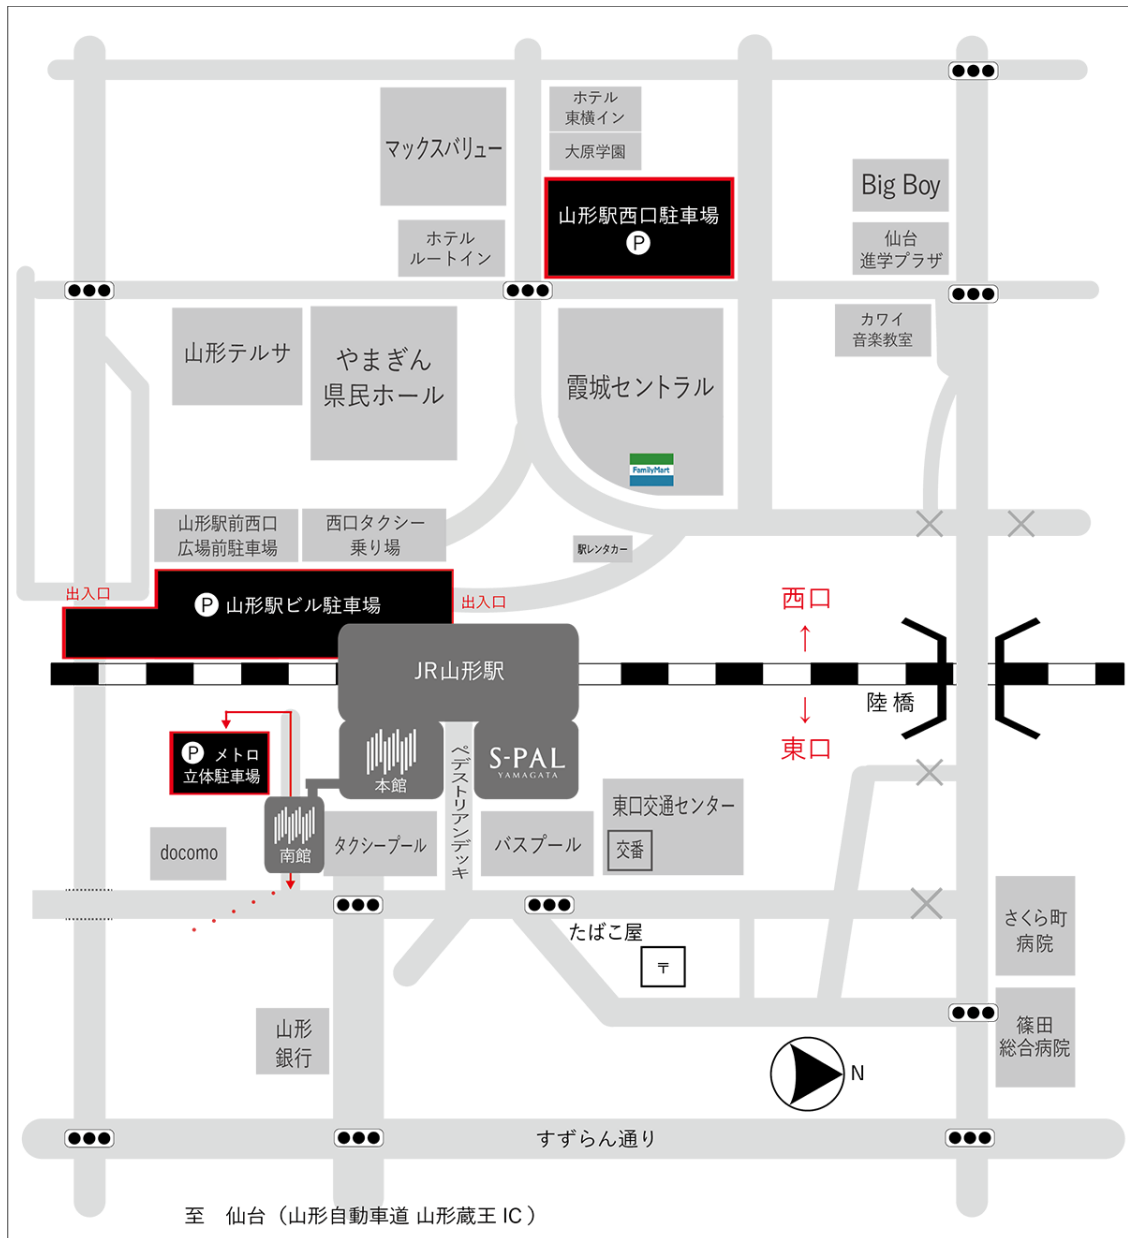 ホテル
東横イン
大原学園
マックスバリュー
山形駅西口駐車場
P
Big Boy
ホテル
ルートイン
仙台
進学プラザ
カワイ
音楽教室
山形テルサ
やまぎん
県民ホール
霞城セントラル
FamilyMart
山形駅前西口
広場前駐車場
西口タクシー
乗り場
駅レンタカー
出入口
P 山形駅ビル駐車場
出入口
西口
↑
JR山形駅
陸橋
↓
東口
P メトロ
立体駐車場
本館
ペデストリアンデッキ
S-PAL
YAMAGATA
南館
docomo
タクシープール
バスプール
東口交通センター
交番
たばこ屋
〒
さくら町
病院
篠田
総合病院
山形
銀行
N
すずらん通り
至 仙台（山形自動車道 山形蔵王 IC）